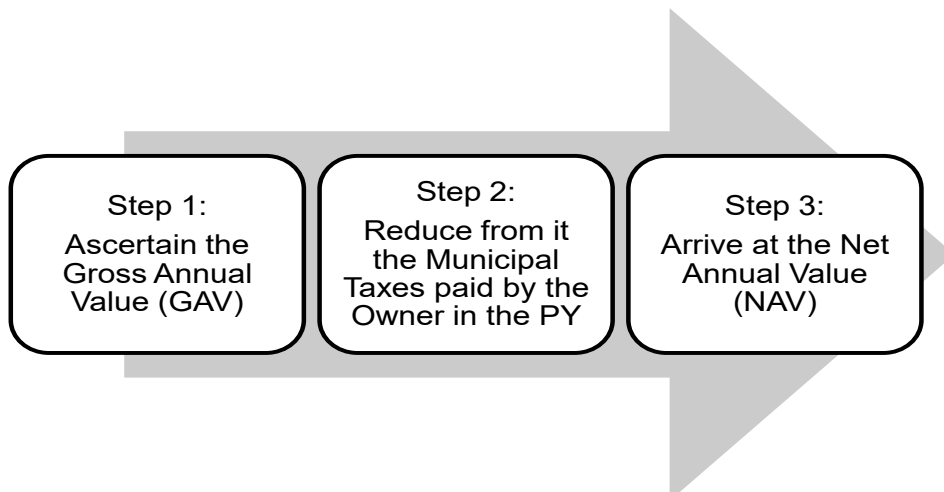 Step 1:
Ascertain the
Gross Annual
Value (GAV)
Step 2:
Reduce from it
the Municipal
Taxes paid by the
Owner in the PY
Step 3:
Arrive at the Net
Annual Value
(NAV)